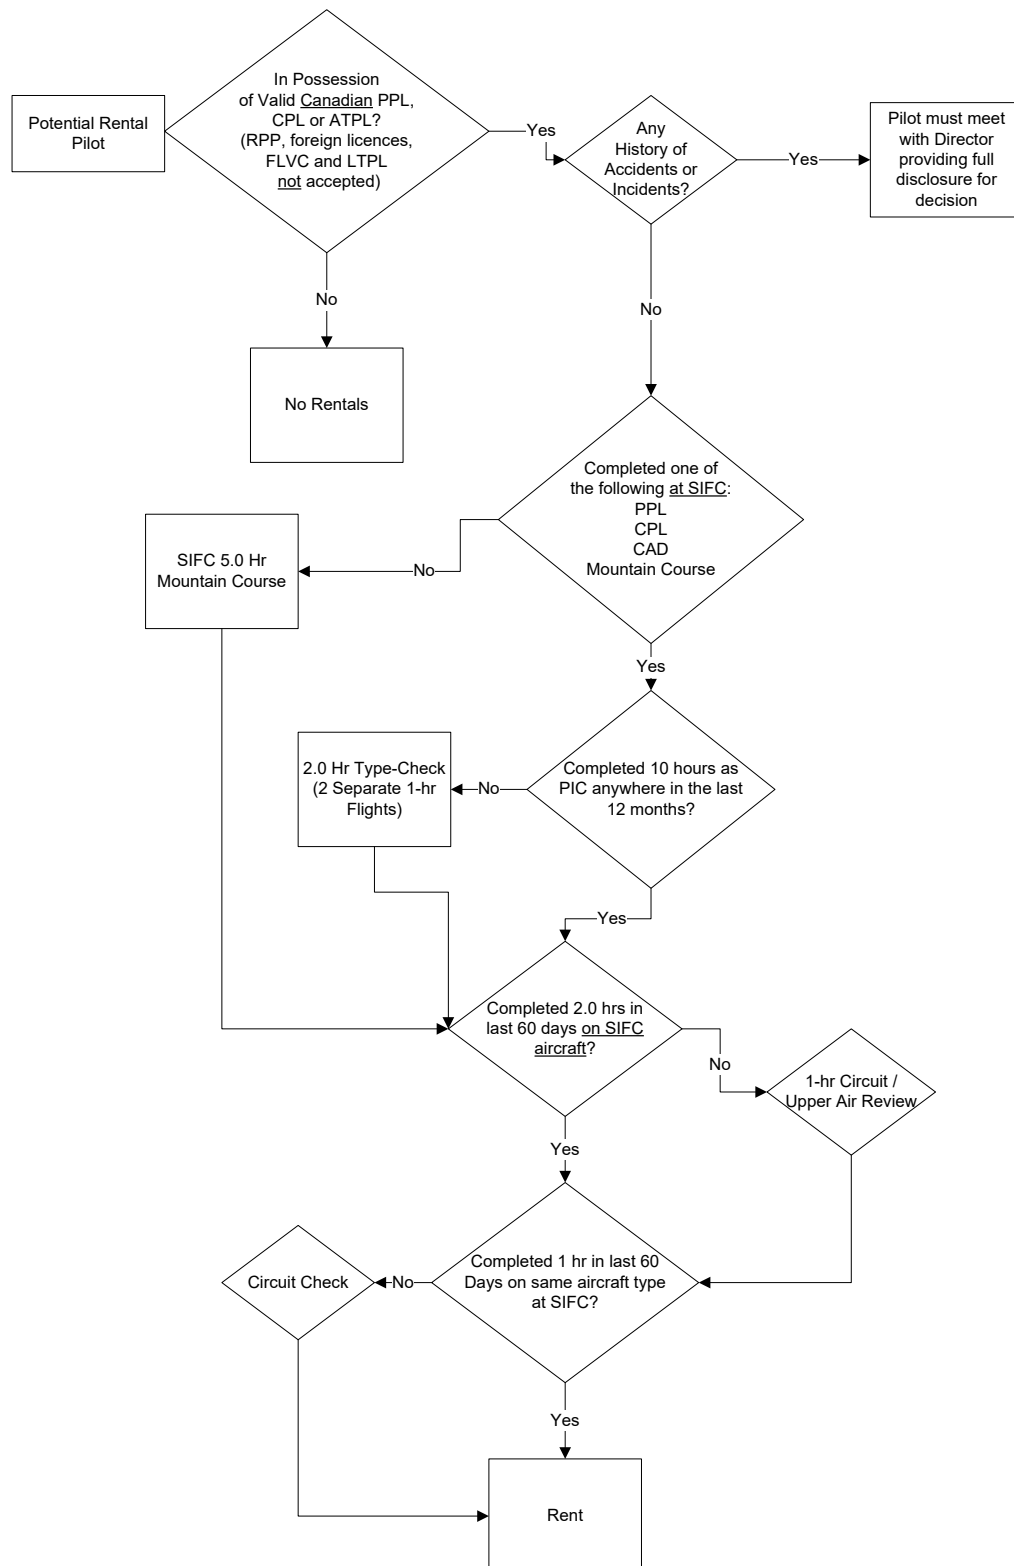 Potential Rental
Pilot
In Possession
of Valid Canadian PPL,
CPL or ATPL?
(RPP, foreign licences,
FLVC and LTPL
not accepted)
Yes
Any
History of
Accidents or
Incidents?
Yes
Pilot must meet
with Director
providing full
disclosure for
decision
No
No
No Rentals
Completed one of
the following at SIFC:
PPL
CPL
CAD
Mountain Course
No
SIFC 5.0 Hr
Mountain Course
Yes
Completed 10 hours as
PIC anywhere in the last
12 months?
No
2.0 Hr Type-Check
(2 Separate 1-hr
Flights)
Yes
Completed 2.0 hrs in
last 60 days on SIFC
aircraft?
No
1-hr Circuit /
Upper Air Review
Yes
Completed 1 hr in last 60
Days on same aircraft type
at SIFC?
No
Circuit Check
Yes
Rent